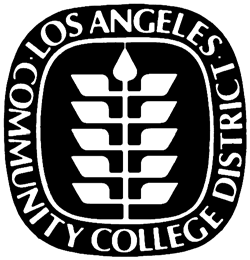 · LOS ANGELES ·
COMMUNITY COLLEGE DISTRICT